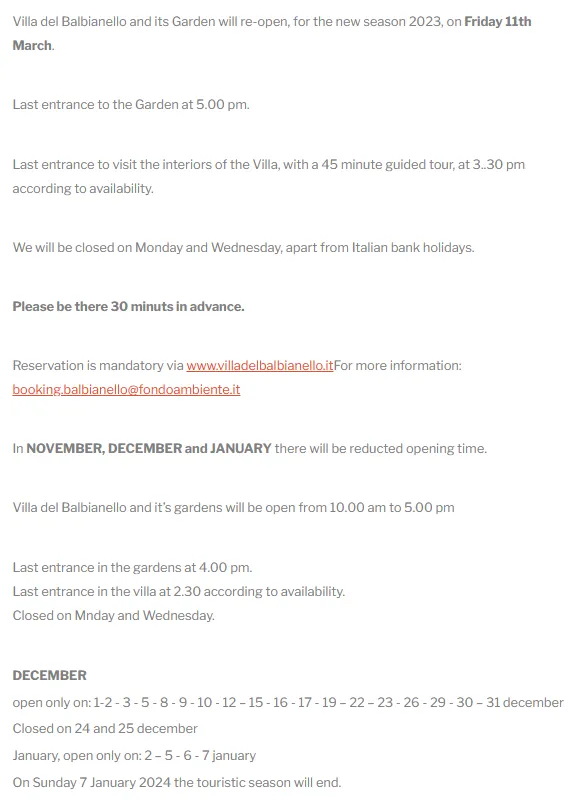 Villa del Balbianello and its Garden will re-open, for the new season 2023, on Friday 11th
March.
Last entrance to the Garden at 5.00 pm.
Last entrance to visit the interiors of the Villa, with a 45 minute guided tour, at 3..30 pm
according to availability.
We will be closed on Monday and Wednesday, apart from Italian bank holidays.
Please be there 30 minuts in advance.
Reservation is mandatory via www.villadelbalbianello.itFor more information:
booking.balbianello@fondoambiente.it
In NOVEMBER, DECEMBER and JANUARY there will be reducted opening time.
Villa del Balbianello and it's gardens will be open from 10.00 am to 5.00 pm
Last entrance in the gardens at 4.00 pm.
Last entrance in the villa at 2.30 according to availability.
Closed on Mnday and Wednesday.
DECEMBER
open only on: 1-2 - 3 - 5 - 8 - 9 - 10 - 12 – 15 - 16 - 17 - 19 – 22 – 23 - 26 - 29 - 30 – 31 december
Closed on 24 and 25 december
January, open only on: 2 – 5 - 6 - 7 january
On Sunday 7 January 2024 the touristic season will end.